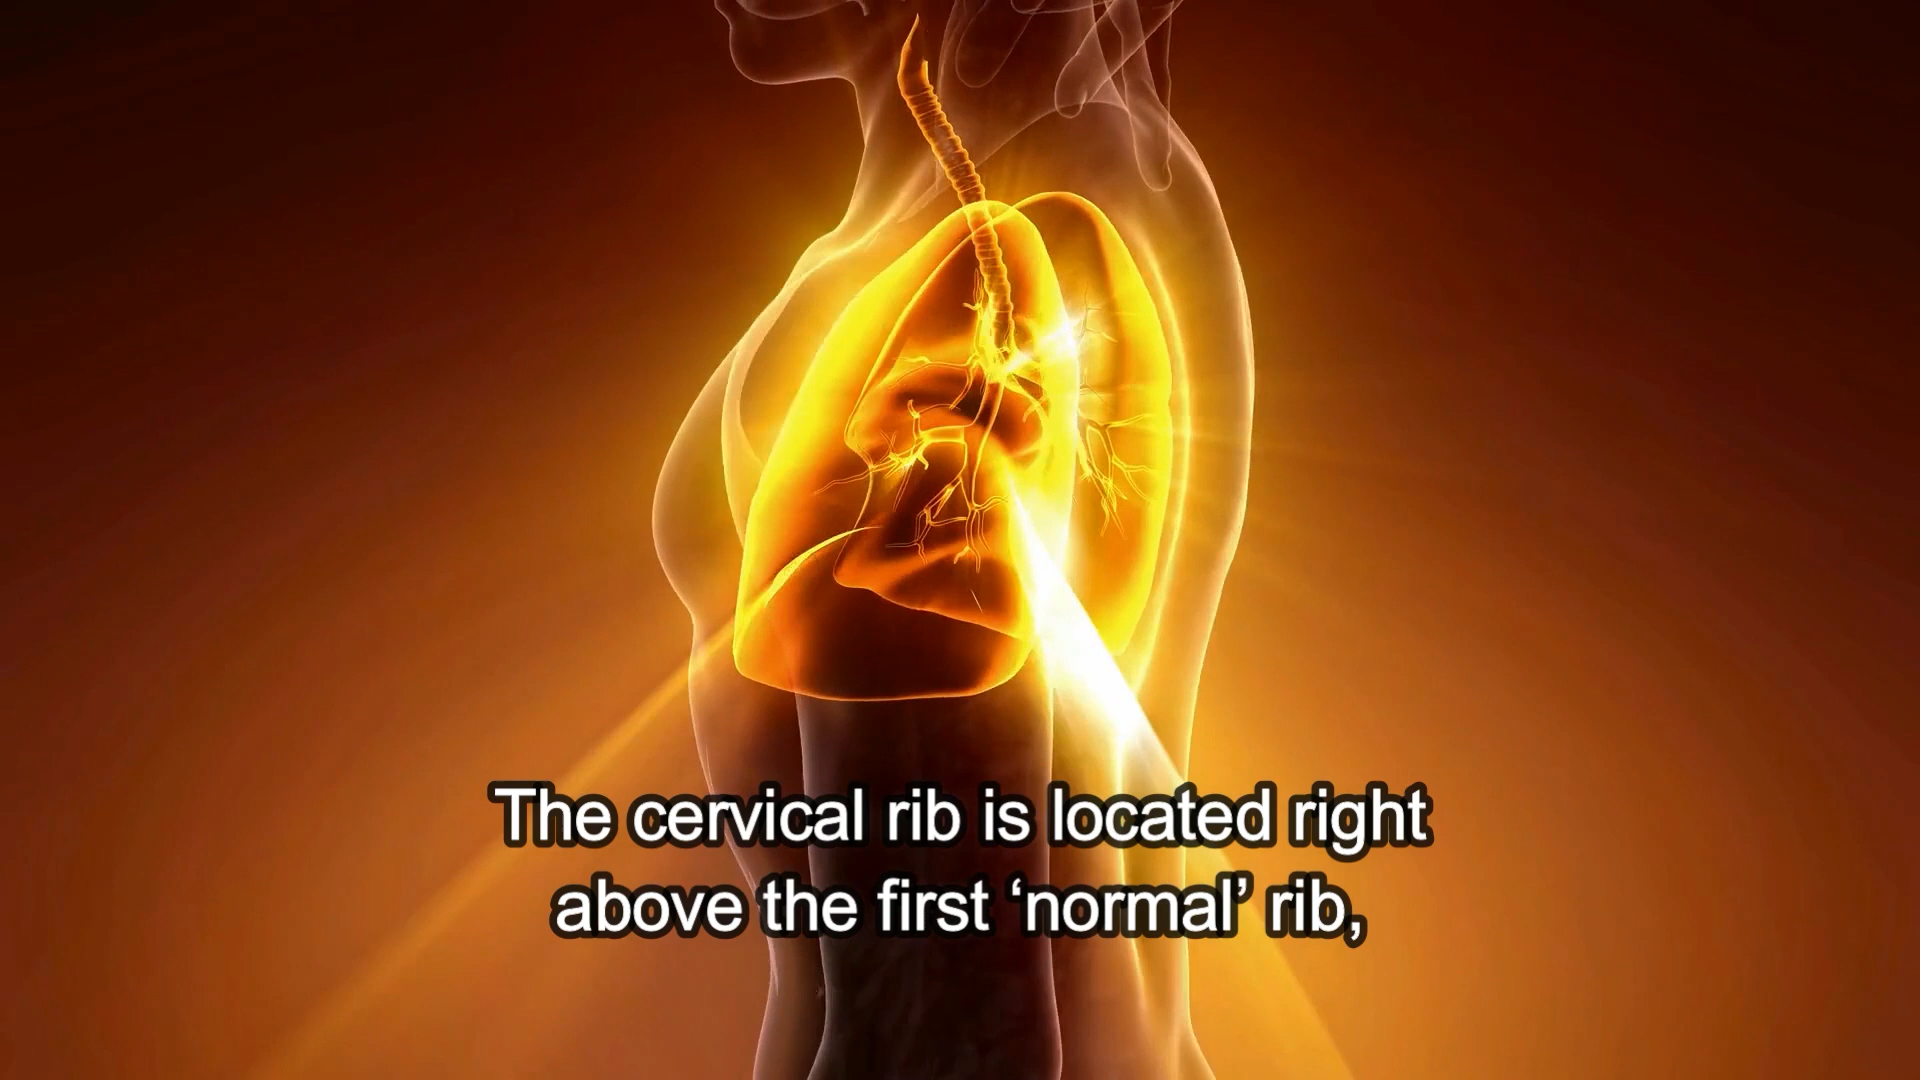 The cervical rib is located right
above the first ‘normal’ rib,